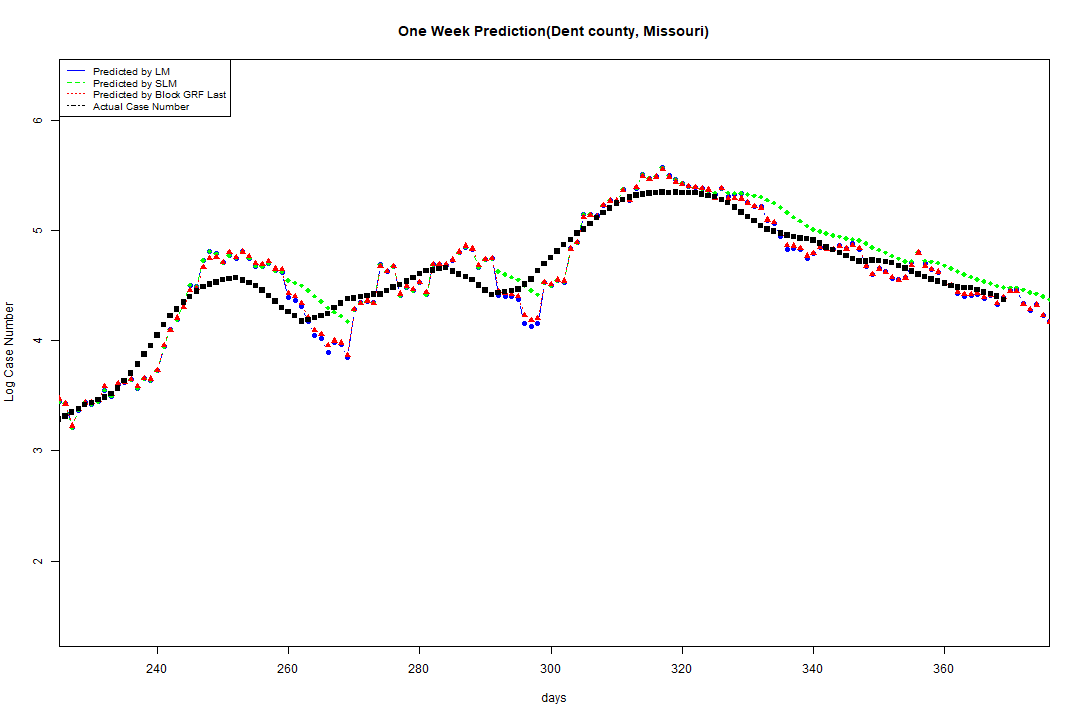 One Week Prediction(Dent county, Missouri)
Predicted by LM
Predicted by SLM
Predicted by Block GRF Last
Actual Case Number
6
5
4
3
2
Log Case Number
240 260 280 300 320 340 360
days